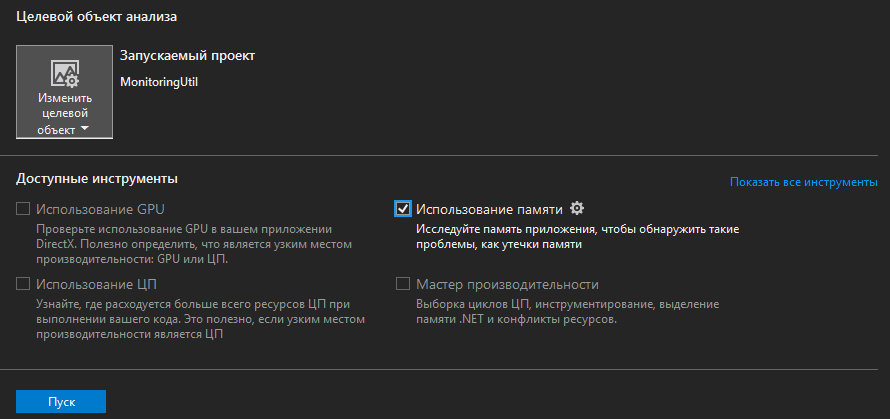 Целевой объект анализа
Изменить
целевой
объект
Запускаемый проект
MonitoringUtil
Доступные инструменты
Показать все инструменты
Использование GPU
Проверьте использование GPU в вашем приложении
DirectX. Полезно определить, что является узким местом
производительности: GPU или ЦП.
Использование памяти
Исследуйте память приложения, чтобы обнаружить такие
проблемы, как утечки памяти
Использование ЦП
Узнайте, где расходуется больше всего ресурсов ЦП при
выполнении вашего кода. Это полезно, если узким местом
производительности является ЦП
Мастер производительности
Выборка циклов ЦП, инструментирование, выделение
памяти .NET и конфликты ресурсов.
Пуск